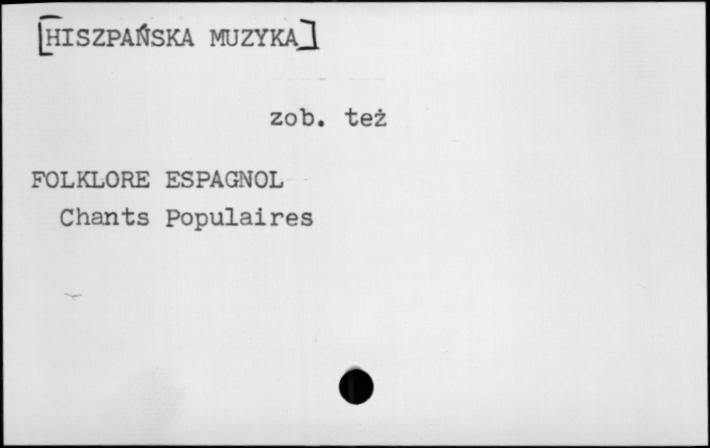 [HISZPAŃSKA MUZYKA]
zob. też
FOLKLORE ESPAGNOL
Chants Populaires